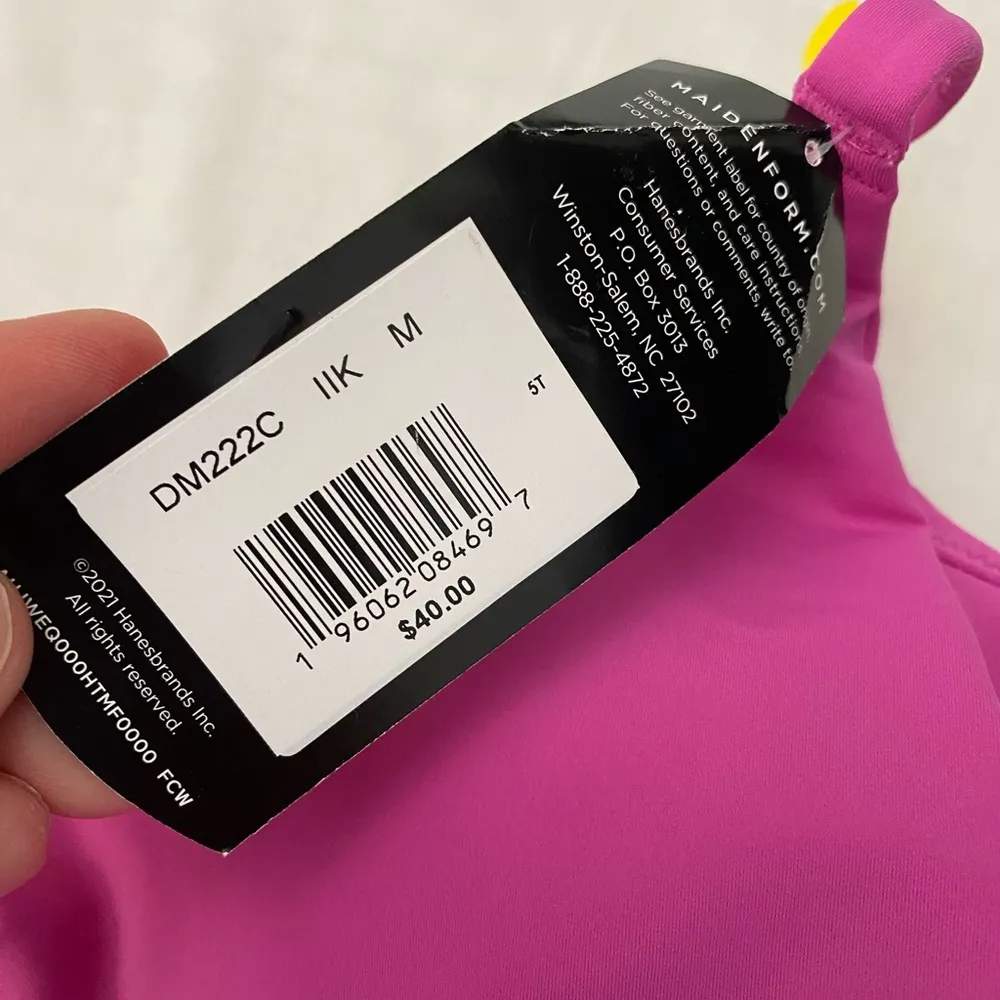 MAIDENFORM.COM
See garment label for country of
fiber content, and care instructions
For questions or comments, write to:
Hanesbrands Inc.
Consumer Services
P.O. Box 3013
Winston-Salem, NC 27102
1-888-225-4872
DM222C IIK M
5T
1 96062 08469 7
$40.00
©2021 Hanesbrands Inc.
All rights reserved.
FCW